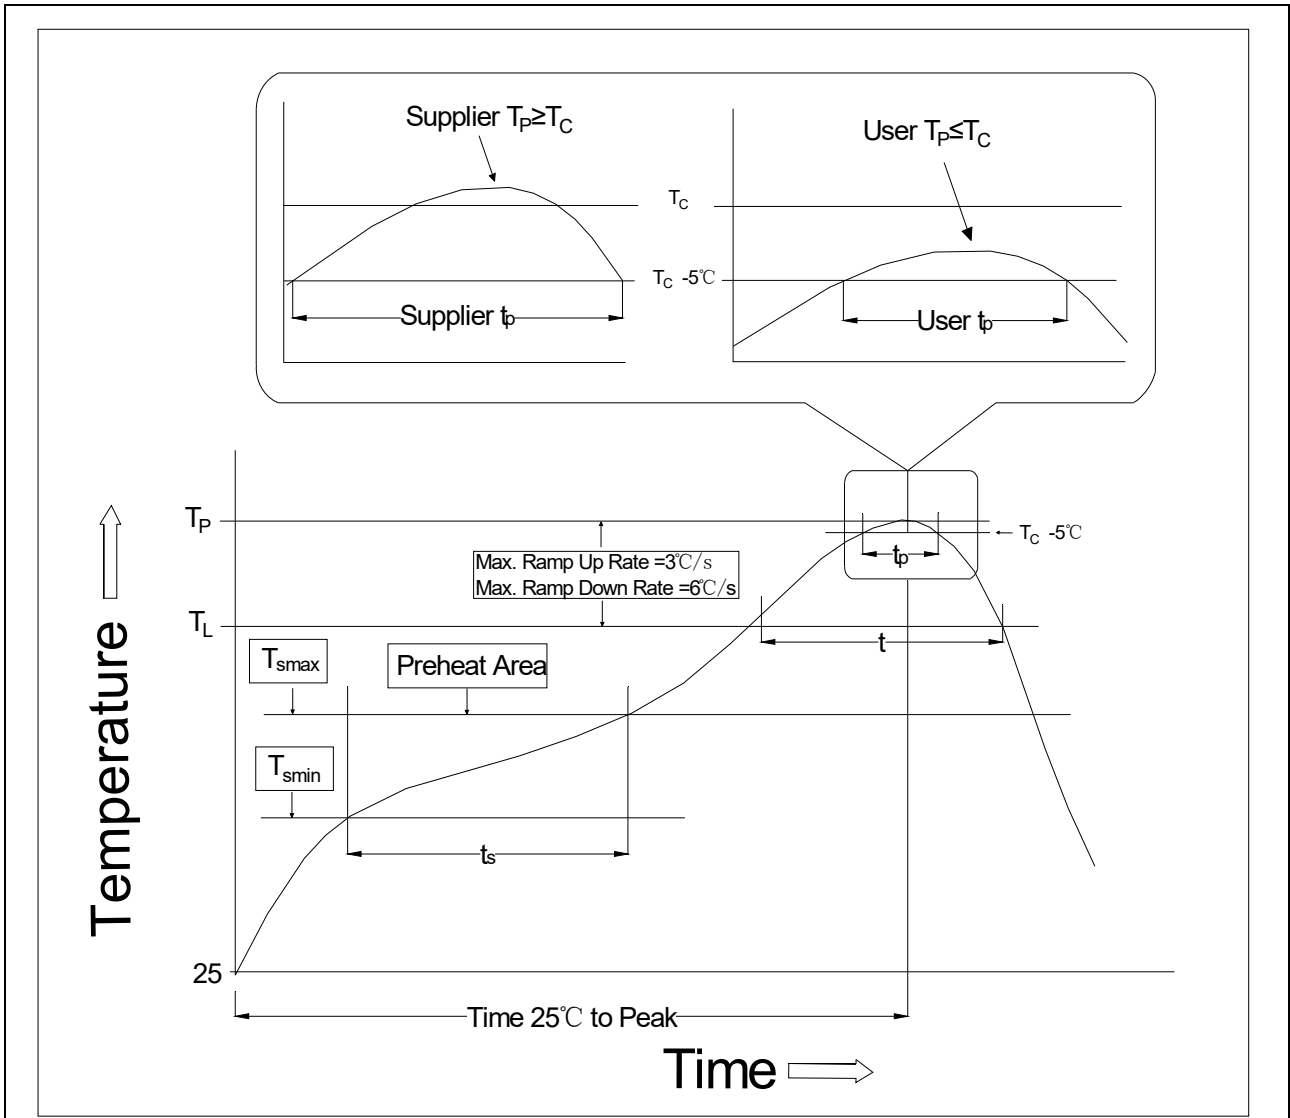 Supplier TP≥TC
User TP≤TC
TC
TC -5℃
Supplier tp
User tp
TP
TC -5℃
tp
Max. Ramp Up Rate =3℃/s
Max. Ramp Down Rate =6℃/s
TL
t
Tsmax
Preheat Area
Tsmin
ts
Temperature
25
Time 25℃ to Peak
Time